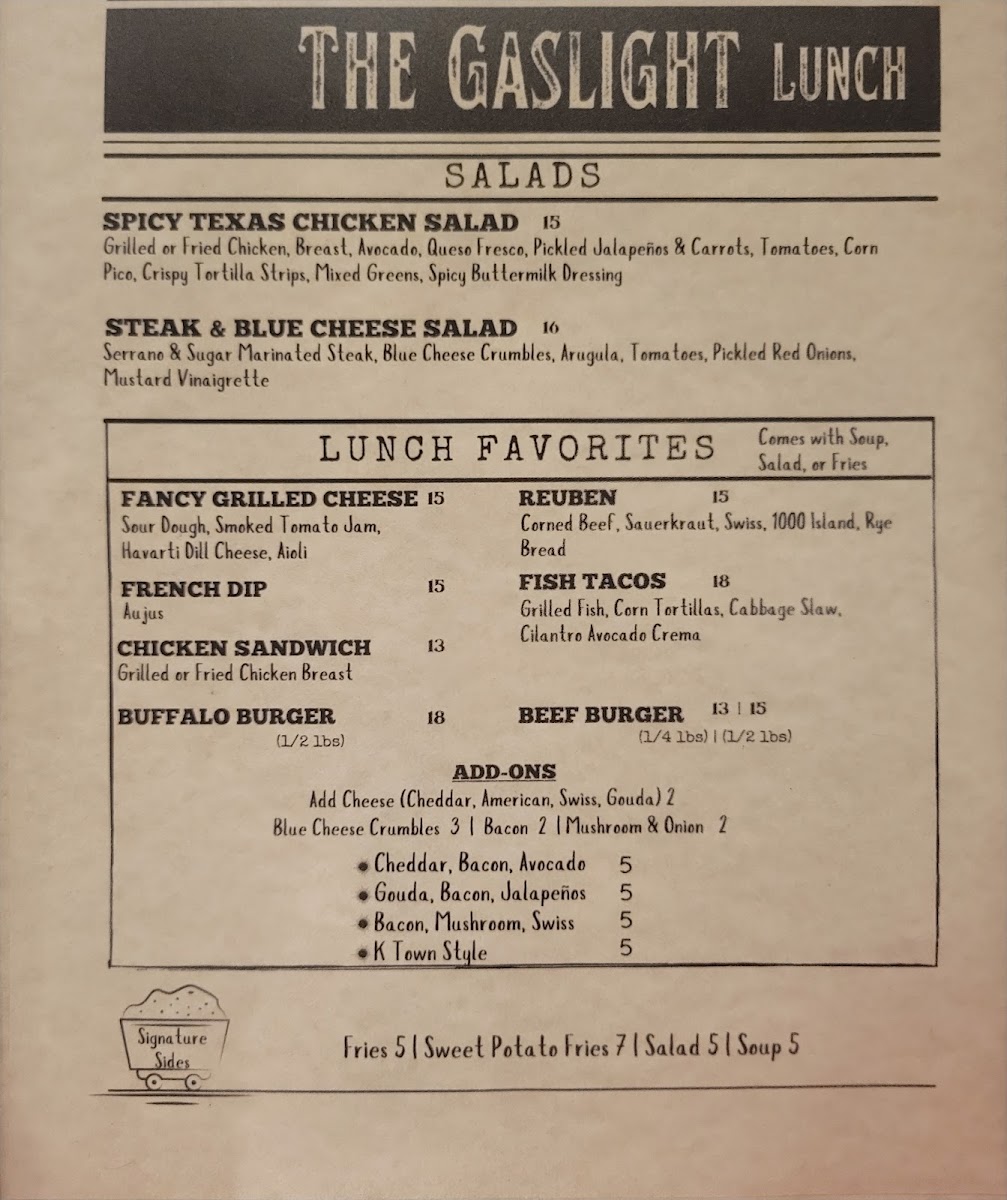 THE GASLIGHT LUNCH
SALADS
SPICY TEXAS CHICKEN SALAD 15
Grilled or Fried Chicken, Breast, Avocado, Queso Fresco, Pickled Jalapeños & Carrots, Tomatoes, Corn
Pico, Crispy Tortilla Strips, Mixed Greens, Spicy Buttermilk Dressing
STEAK & BLUE CHEESE SALAD 16
Serrano & Sugar Marinated Steak, Blue Cheese Crumbles, Arugula, Tomatoes, Pickled Red Onions,
Mustard Vinaigrette
LUNCH FAVORITES
Comes with Soup,
Salad, or Fries
FANCY GRILLED CHEESE 15
Sour Dough, Smoked Tomato Jam,
Havarti Dill Cheese, Aioli
FRENCH DIP 15
Aujus
CHICKEN SANDWICH 13
Grilled or Fried Chicken Breast
BUFFALO BURGER 18
(1/2 lbs)
REUBEN 15
Corned Beef, Sauerkraut, Swiss, 1000 Island, Rye
Bread
FISH TACOS 18
Grilled Fish, Corn Tortillas, Cabbage Slaw,
Cilantro Avocado Crema
BEEF BURGER 13 | 15
(1/4 lbs) | (1/2 lbs)
ADD-ONS
Add Cheese (Cheddar, American, Swiss, Gouda) 2
Blue Cheese Crumbles 3 | Bacon 2 | Mushroom & Onion 2
• Cheddar, Bacon, Avocado 5
• Gouda, Bacon, Jalapeños 5
• Bacon, Mushroom, Swiss 5
• K Town Style 5
Signature
Sides
Fries 5 | Sweet Potato Fries 7 | Salad 5 | Soup 5